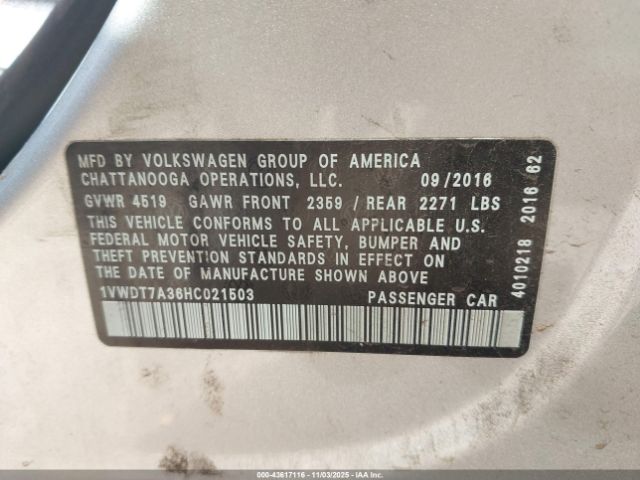 MFD BY VOLKSWAGEN GROUP OF AMERICA
CHATTANOOGA OPERATIONS, LLC. 09/2016
GVWR 4519 GAWR FRONT 2359 / REAR 2271 LBS
THIS VEHICLE CONFORMS TO ALL APPLICABLE U.S.
FEDERAL MOTOR VEHICLE SAFETY, BUMPER AND
THEFT PREVENTION STANDARDS IN EFFECT ON
THE DATE OF MANUFACTURE SHOWN ABOVE
1VWDT7A36HC021503 PASSENGER CAR
4010218 2016 62
000-43617116 - 11/03/2025 - IAA Inc.